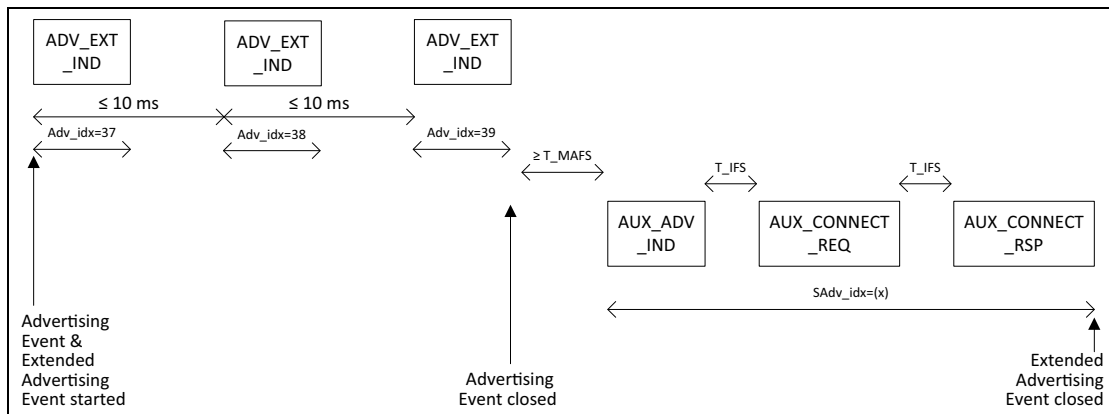 ADV_EXT
_IND
ADV_EXT
_IND
ADV_EXT
_IND
≤ 10 ms
≤ 10 ms
Adv_idx=37
Adv_idx=38
Adv_idx=39
≥ T_MAFS
T_IFS
T_IFS
AUX_ADV
_IND
AUX_CONNECT
_REQ
AUX_CONNECT
_RSP
SAdv_idx=(x)
Advertising
Event &
Extended
Advertising
Event started
Advertising
Event closed
Extended
Advertising
Event closed